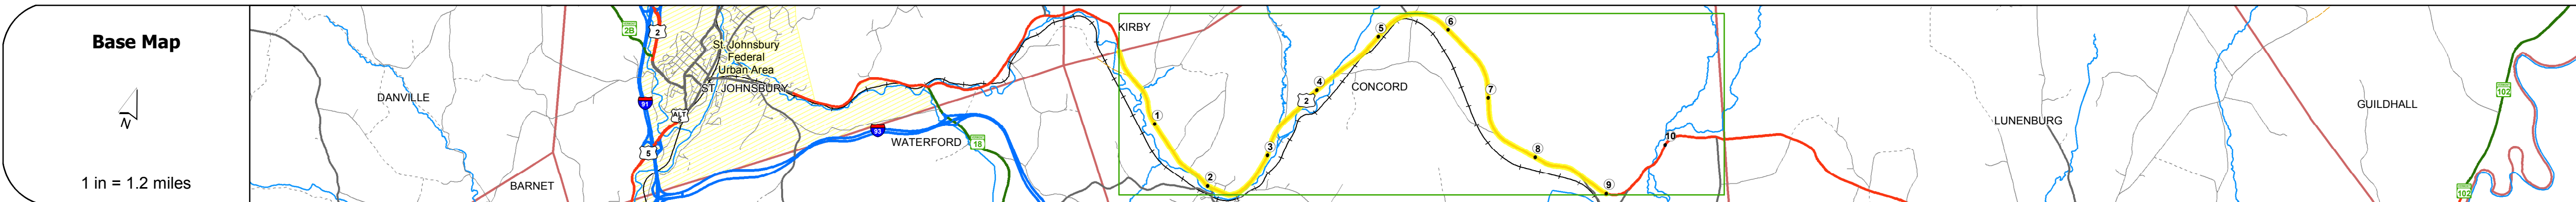 Base Map
N
1 in = 1.2 miles
DANVILLE
BARNET
2B
2
St. Johnsbury
Federal
Urban Area
ST. JOHNSBURY
91
ALT
5
5
93
WATERFORD
18
KIRBY
1
2
3
4
2
5
6
CONCORD
7
8
9
10
LUNENBURG
GUILDHALL
102
102